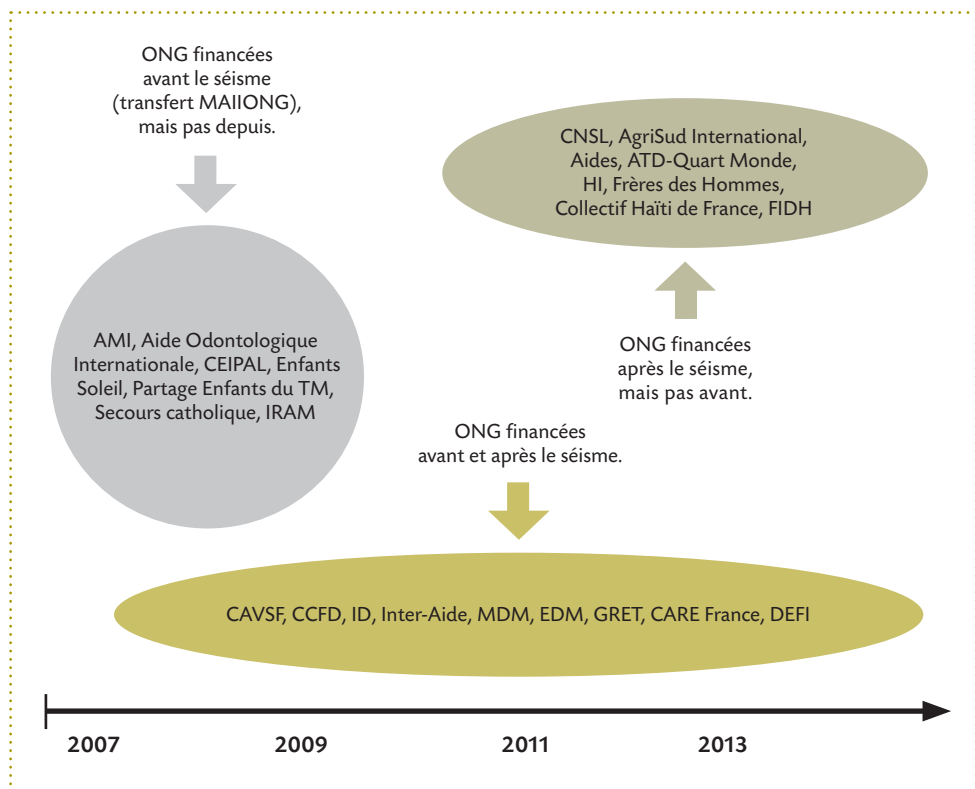 ONG financées
avant le séisme
(transfert MAIIONG),
mais pas depuis.
AMI, Aide Odontologique
Internationale, CEIPAL, Enfants
Soleil, Partage Enfants du TM,
Secours catholique, IRAM
CNSL, AgriSud International,
Aides, ATD-Quart Monde,
HI, Frères des Hommes,
Collectif Haïti de France, FIDH
ONG financées
après le séisme,
mais pas avant.
ONG financées
avant et après le séisme.
CAVSF, CCFD, ID, Inter-Aide, MDM, EDM, GRET, CARE France, DEFI
2007 2009 2011 2013